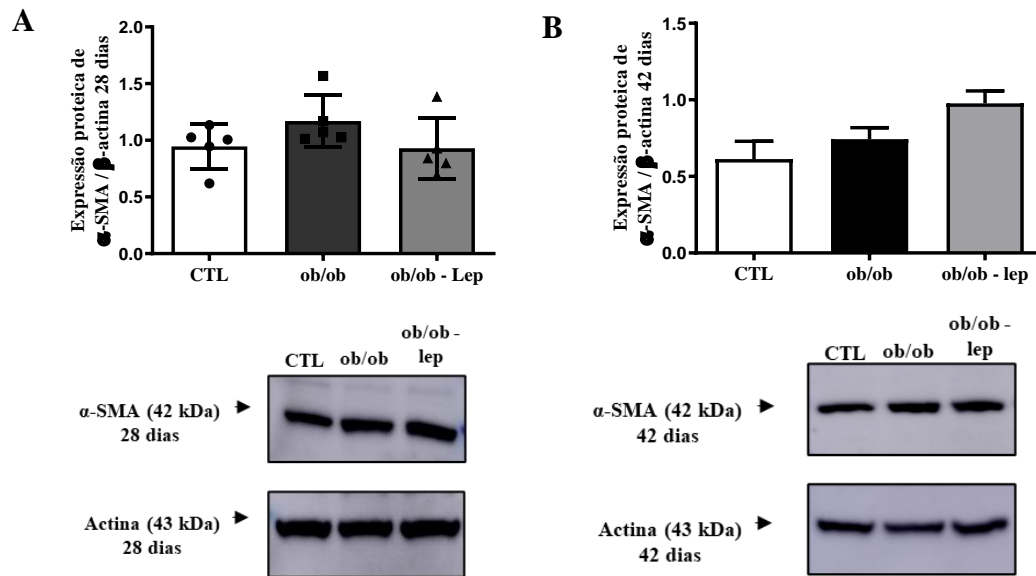 A
Expressão proteica de
α-SMA / β-actina 28 dias
2.0
1.5
1.0
0.5
0.0
CTL
ob/ob
ob/ob - Lep
B
Expressão proteica de
α-SMA / β-actina 42 dias
1.5
1.0
0.5
0.0
CTL
ob/ob
ob/ob - lep
CTL
ob/ob
ob/ob -
lep
α-SMA (42 kDa)
28 dias
Actina (43 kDa)
28 dias
CTL
ob/ob
ob/ob -
lep
α-SMA (42 kDa)
42 dias
Actina (43 kDa)
42 dias